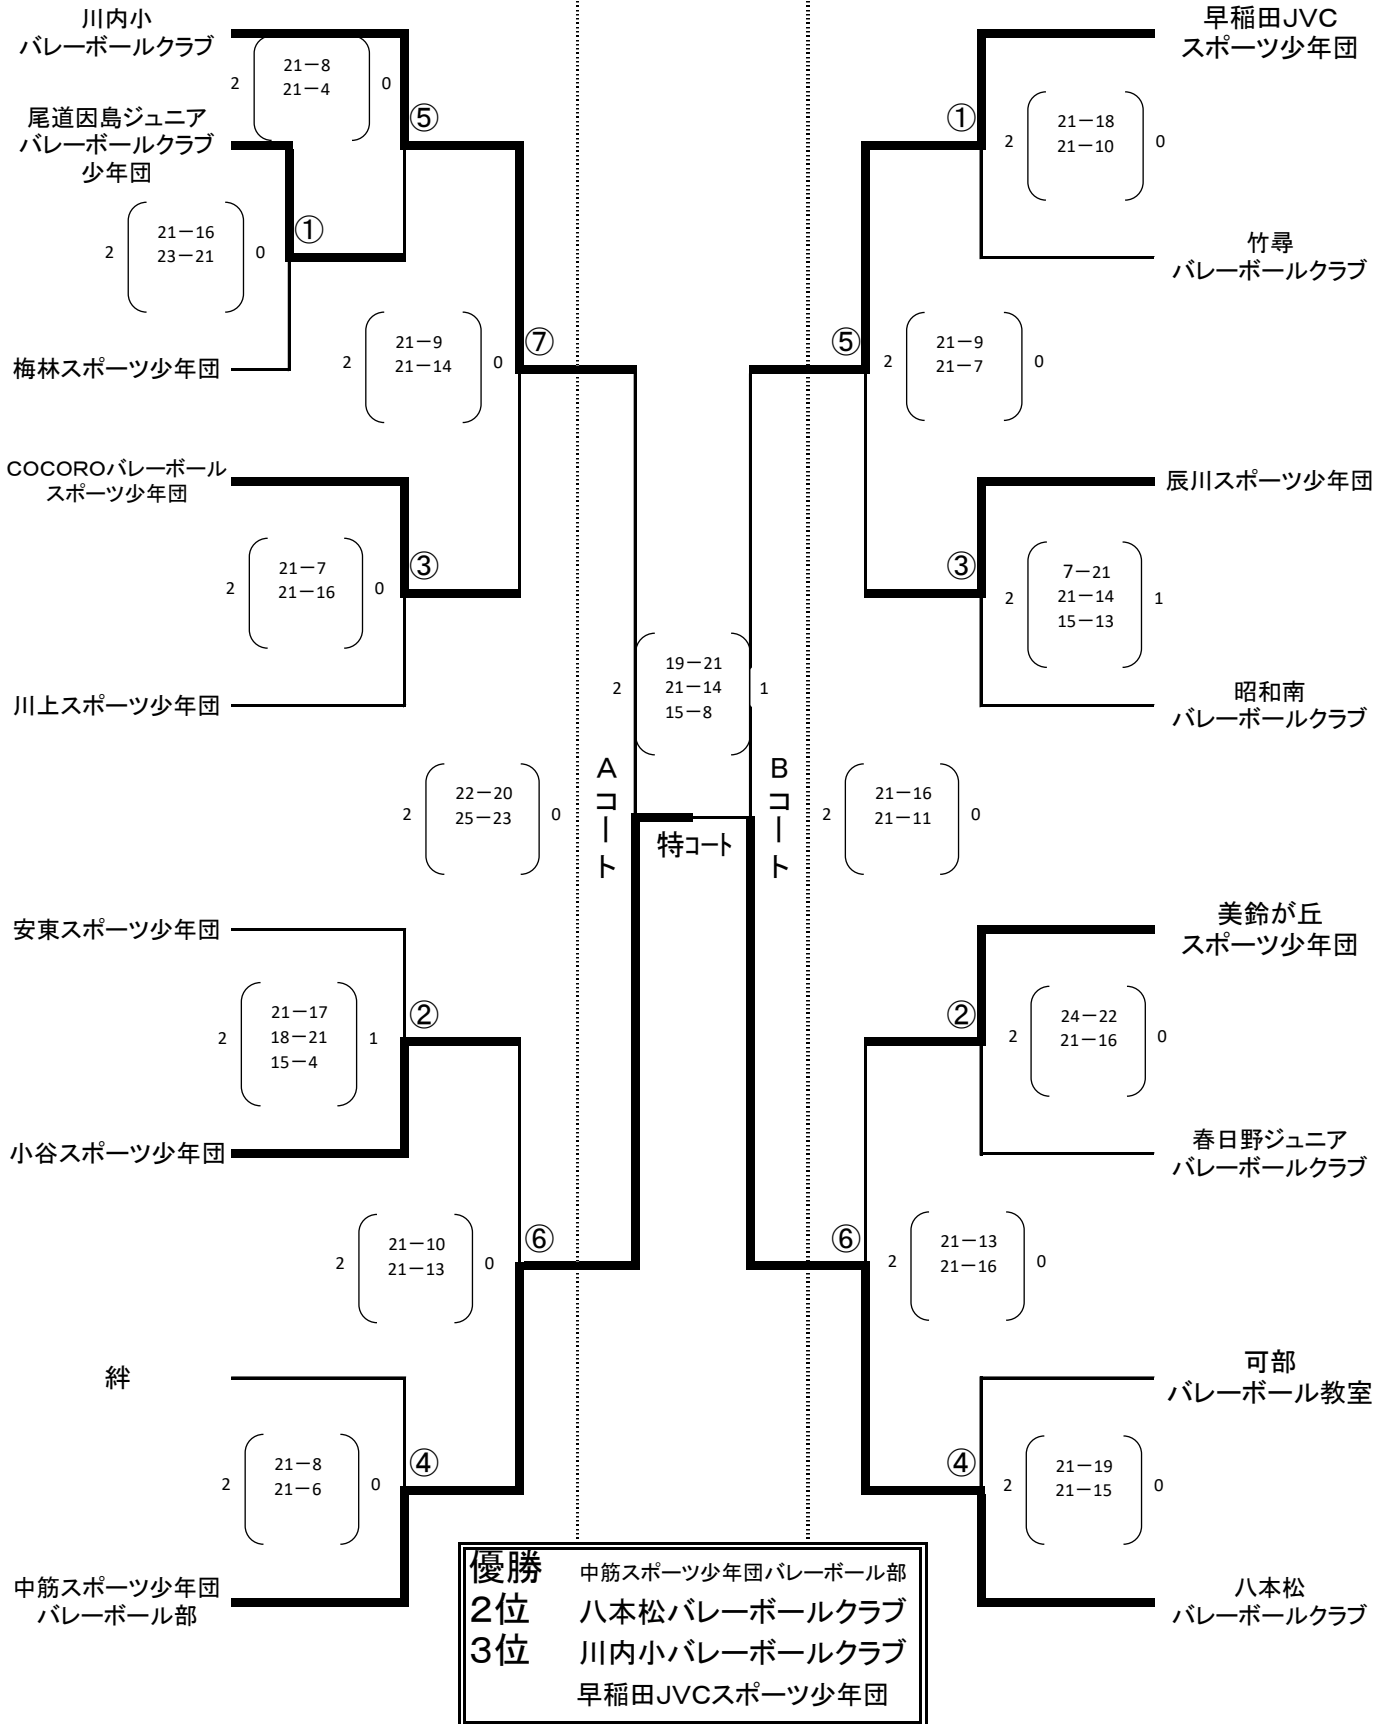 川内小
バレーボールクラブ
2
21－8
21－4
0
尾道因島ジュニア
バレーボールクラブ
少年団
⑤
2
21－16
23－21
0
①
梅林スポーツ少年団
2
21－9
21－14
0
⑦
COCOROバレーボール
スポーツ少年団
2
21－7
21－16
0
③
川上スポーツ少年団
2
22－20
25－23
0
安東スポーツ少年団
2
21－17
18－21
15－4
1
②
小谷スポーツ少年団
2
21－10
21－13
0
⑥
絆
2
21－8
21－6
0
④
中筋スポーツ少年団
バレーボール部
2
19－21
21－14
15－8
1
Aコート
特コート
Bコート
早稲田JVC
スポーツ少年団
①
2
21－18
21－10
0
竹尋
バレーボールクラブ
⑤
2
21－9
21－7
0
辰川スポーツ少年団
③
2
7－21
21－14
15－13
1
昭和南
バレーボールクラブ
2
21－16
21－11
0
美鈴が丘
スポーツ少年団
②
2
24－22
21－16
0
春日野ジュニア
バレーボールクラブ
⑥
2
21－13
21－16
0
可部
バレーボール教室
④
2
21－19
21－15
0
八本松
バレーボールクラブ
優勝 中筋スポーツ少年団バレーボール部
2位 八本松バレーボールクラブ
3位 川内小バレーボールクラブ
早稲田JVCスポーツ少年団